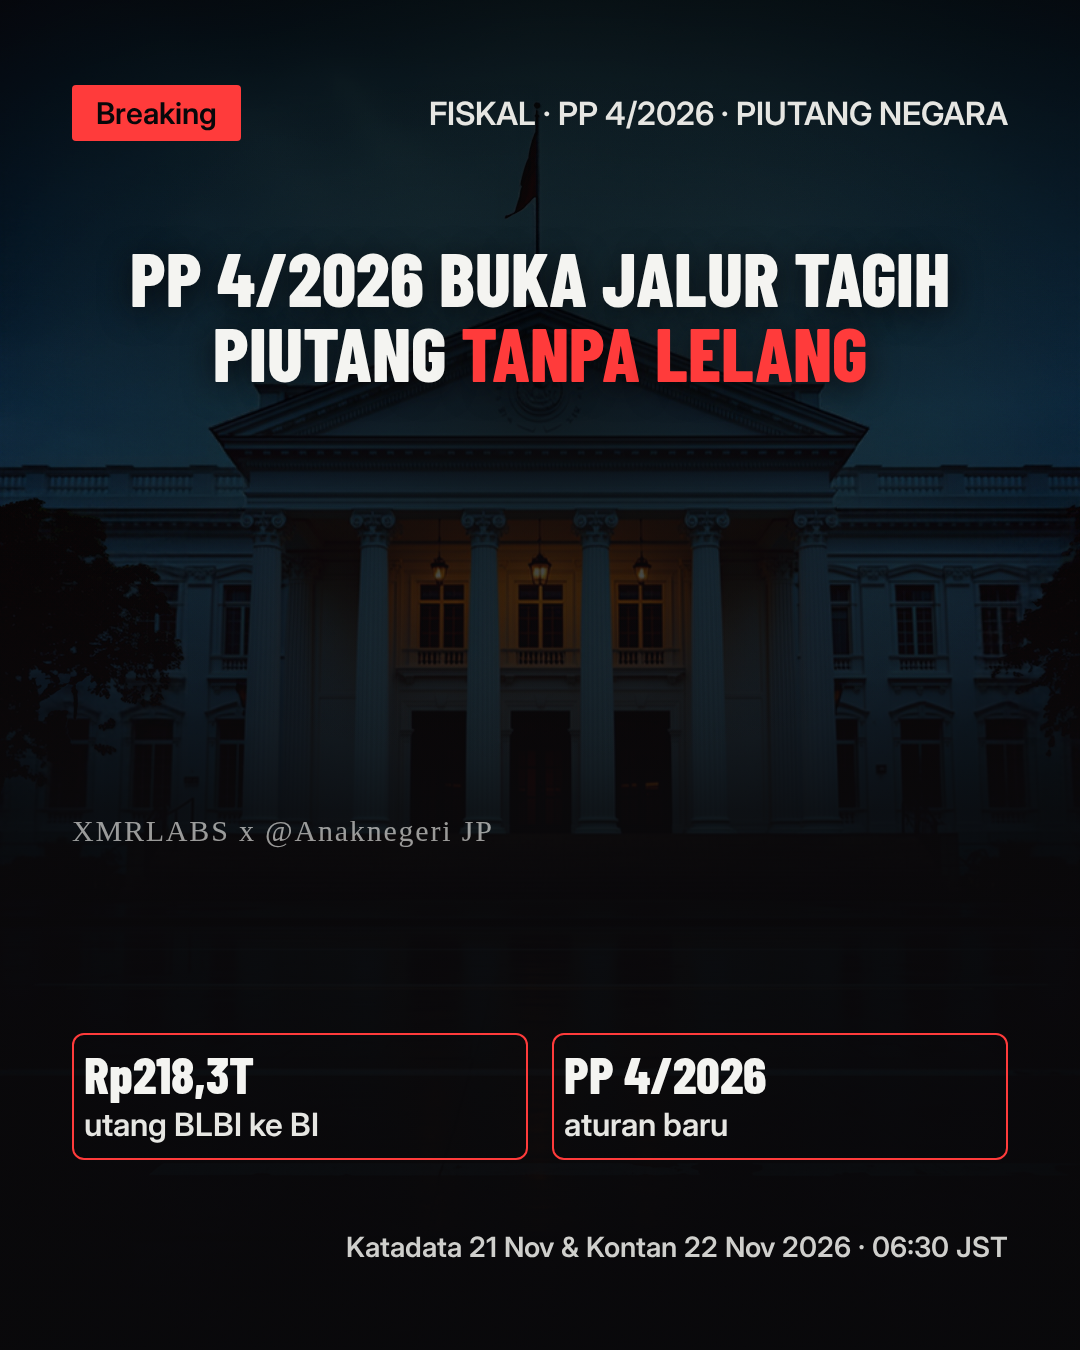 Breaking
FISKAL · PP 4/2026 · PIUTANG NEGARA
PP 4/2026 BUKA JALUR TAGIH
PIUTANG TANPA LELANG
XMRLABS x @Anaknegeri JP
Rp218,3T
utang BLBI ke BI
PP 4/2026
aturan baru
Katadata 21 Nov & Kontan 22 Nov 2026 · 06:30 JST